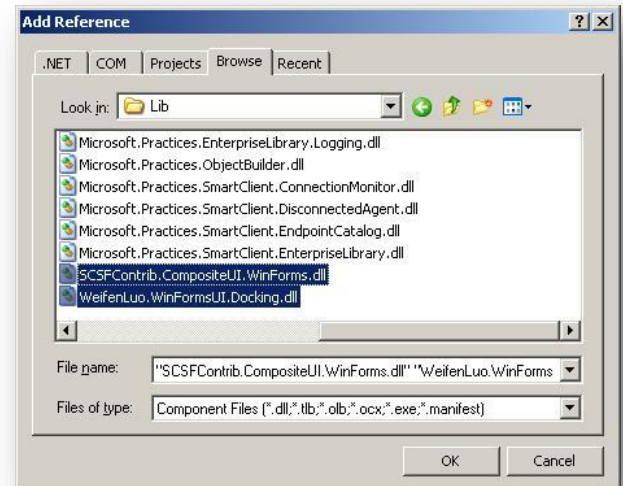 Add Reference
.NET COM Projects Browse Recent
Look in: Lib
Microsoft.Practices.EnterpriseLibrary.Logging.dll
Microsoft.Practices.ObjectBuilder.dll
Microsoft.Practices.SmartClient.ConnectionMonitor.dll
Microsoft.Practices.SmartClient.DisconnectedAgent.dll
Microsoft.Practices.SmartClient.EndpointCatalog.dll
Microsoft.Practices.SmartClient.EnterpriseLibrary.dll
SCSFContrib.CompositeUI.WinForms.dll
WeifenLuo.WinFormsUI.Docking.dll
File name: "SCSFContrib.CompositeUI.WinForms.dll" "WeifenLuo.WinForms
Files of type: Component Files (*.dll;*.tlb;*.olb;*.ocx;*.exe;*.manifest)
OK Cancel